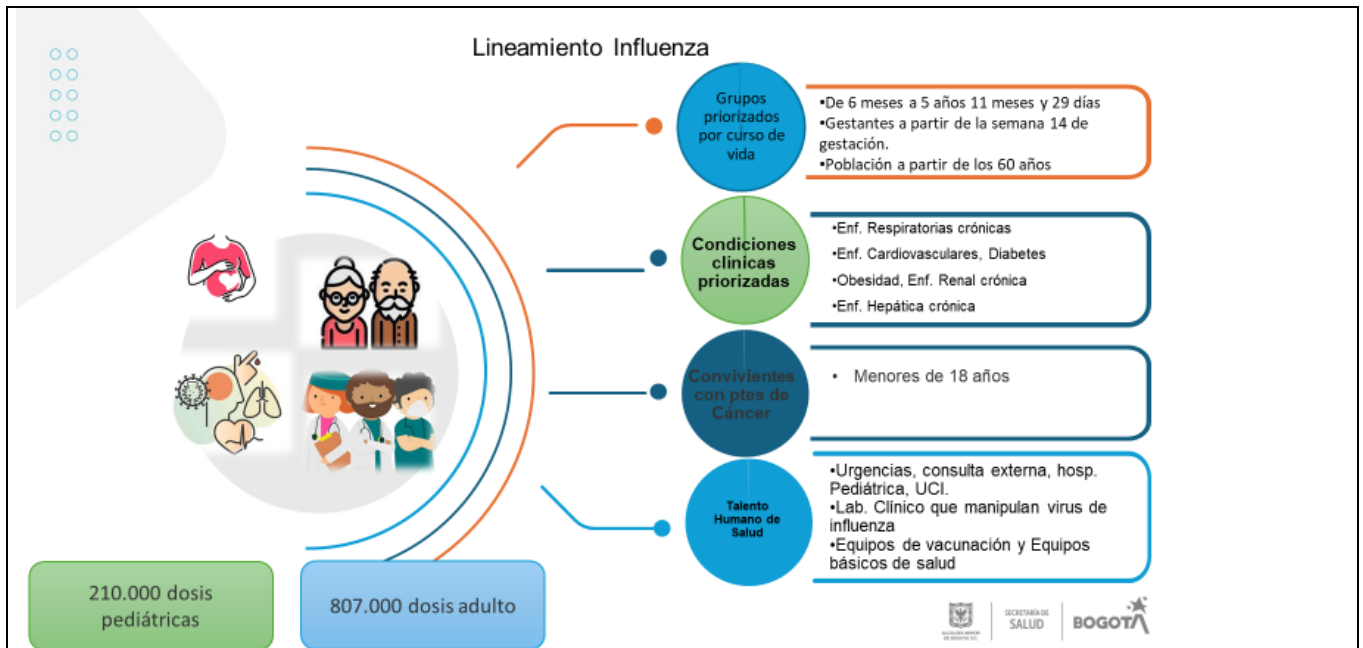 Lineamiento Influenza
Grupos
priorizados
por curso de
vida
•De 6 meses a 5 años 11 meses y 29 días
•Gestantes a partir de la semana 14 de
gestación.
•Población a partir de los 60 años
Condiciones
clínicas
priorizadas
•Enf. Respiratorias crónicas
•Enf. Cardiovasculares, Diabetes
•Obesidad, Enf. Renal crónica
•Enf. Hepática crónica
Convivientes
con ptes de
Cáncer
• Menores de 18 años
Talento
Humano de
Salud
•Urgencias, consulta externa, hosp.
Pediátrica, UCI.
•Lab. Clínico que manipulan virus de
influenza
•Equipos de vacunación y Equipos
básicos de salud
210.000 dosis
pediátricas
807.000 dosis adulto
ALCALDÍA MAYOR
DE BOGOTÁ D.C.
SECRETARÍA DE
SALUD
BOGOTÁ